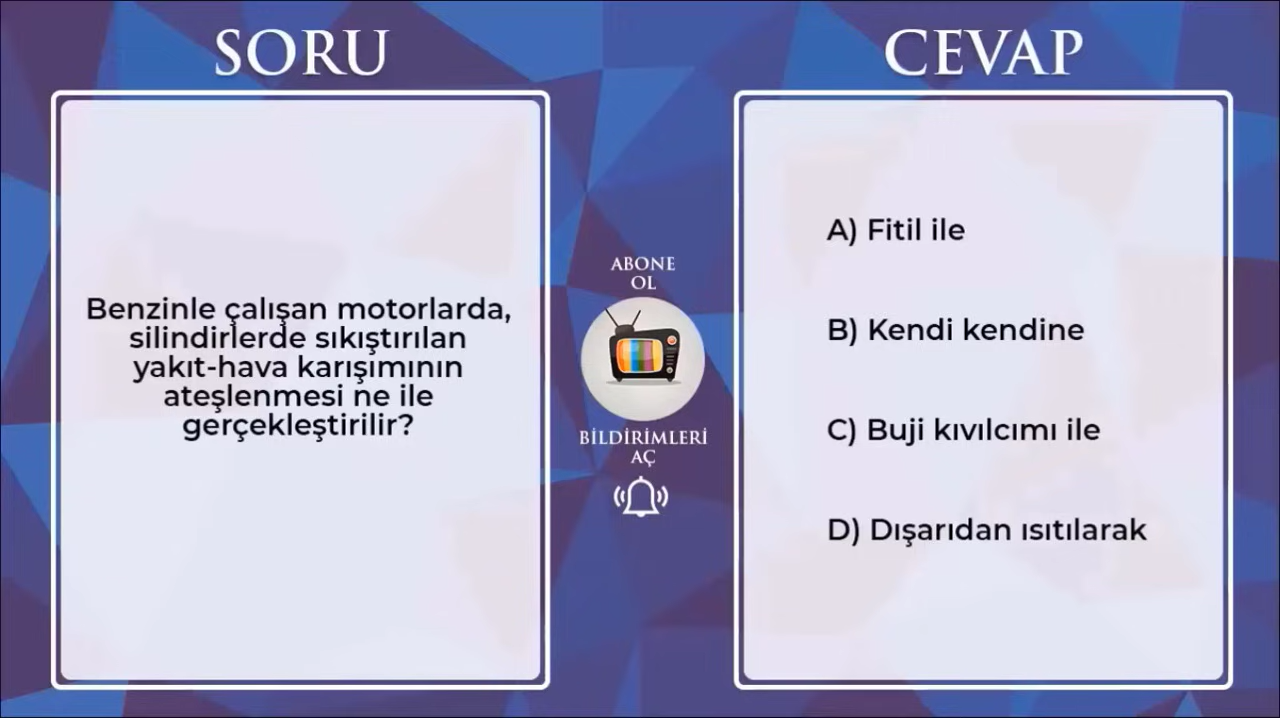 SORU
Benzinle çalışan motorlarda,
silindirlerde sıkıştırılan
yakıt-hava karışımının
ateşlenmesi ne ile
gerçekleştirilir?
ABONE
OL
BİLDİRİMLERİ
AÇ
CEVAP
A) Fitil ile
B) Kendi kendine
C) Buji kıvılcımı ile
D) Dışarıdan ısıtılarak